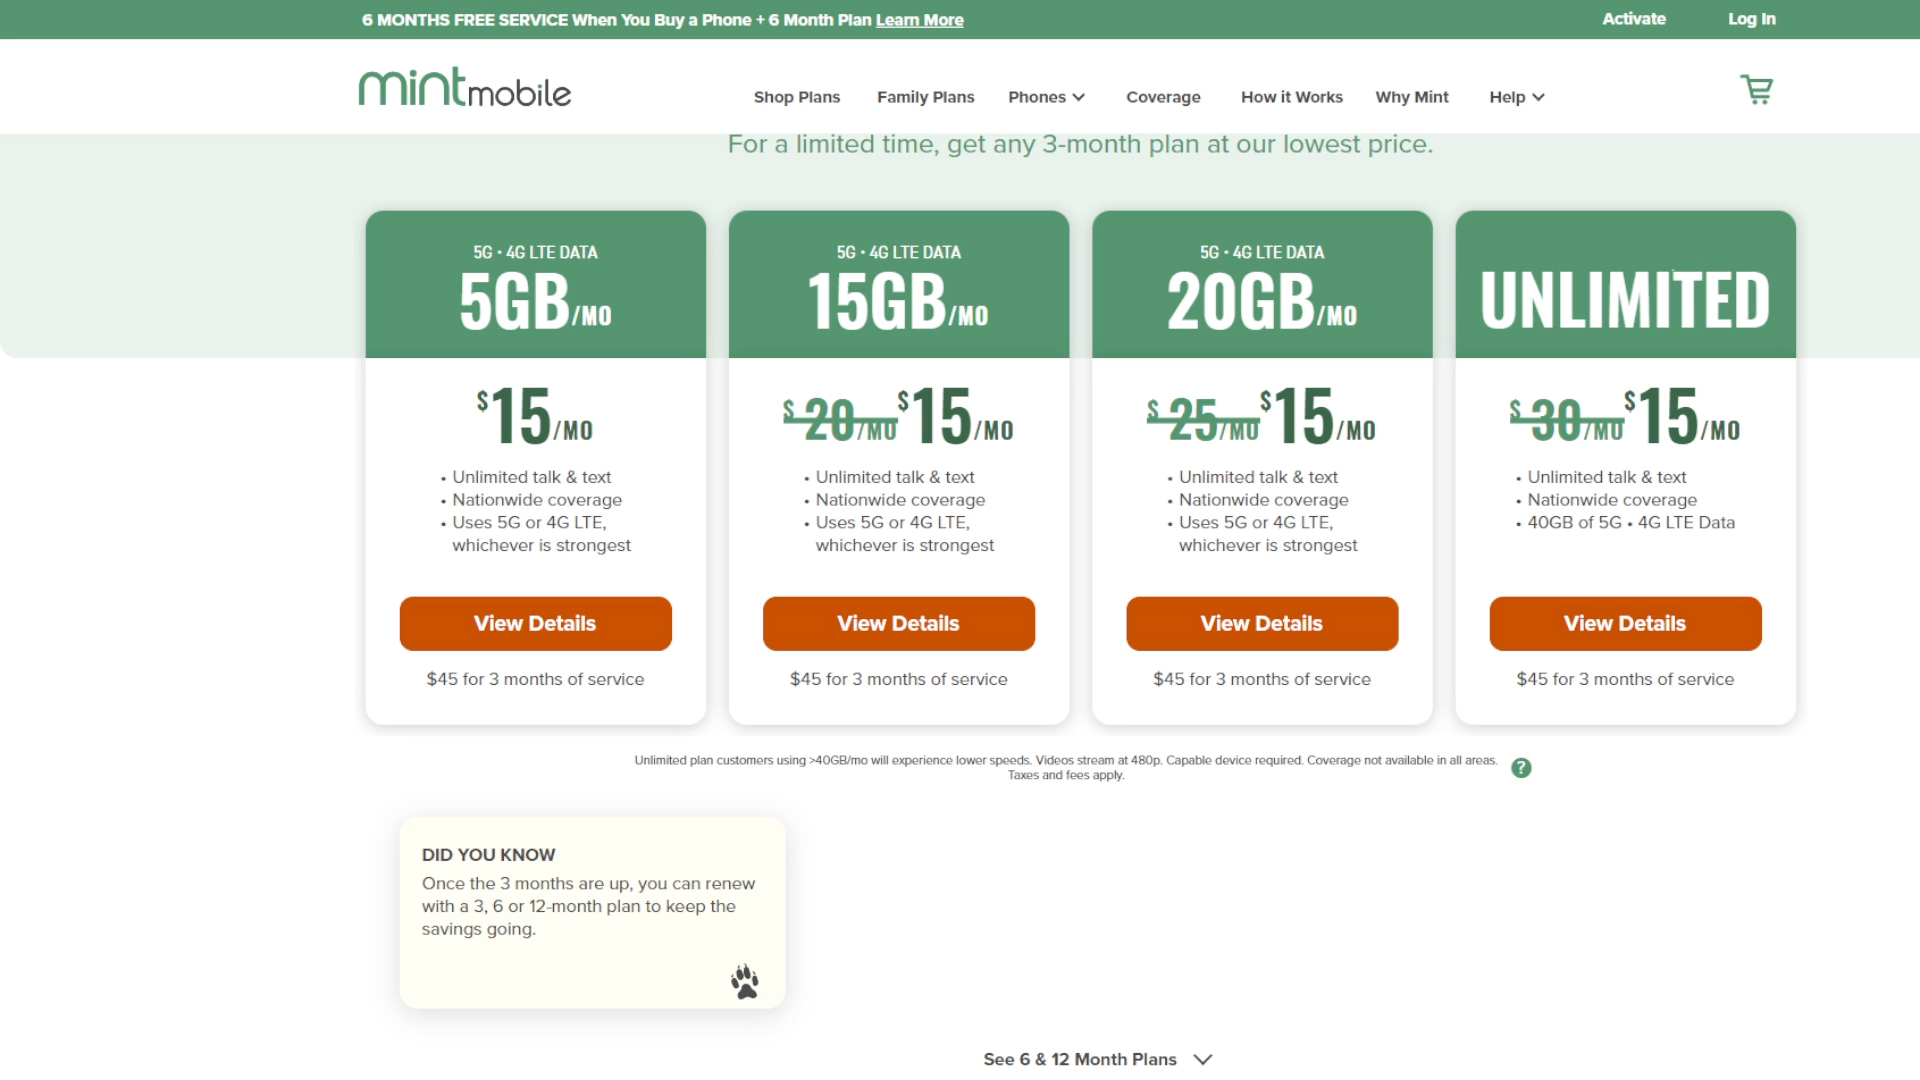 6 MONTHS FREE SERVICE When You Buy a Phone + 6 Month Plan Learn More
Activate
Log In
mintmobile
Shop Plans
Family Plans
Phones
Coverage
How it Works
Why Mint
Help
For a limited time, get any 3-month plan at our lowest price.
5G • 4G LTE DATA
5GB/MO
$15/MO
• Unlimited talk & text
• Nationwide coverage
• Uses 5G or 4G LTE,
whichever is strongest
View Details
$45 for 3 months of service
5G • 4G LTE DATA
15GB/MO
$20/MO $15/MO
• Unlimited talk & text
• Nationwide coverage
• Uses 5G or 4G LTE,
whichever is strongest
View Details
$45 for 3 months of service
5G • 4G LTE DATA
20GB/MO
$25/MO $15/MO
• Unlimited talk & text
• Nationwide coverage
• Uses 5G or 4G LTE,
whichever is strongest
View Details
$45 for 3 months of service
UNLIMITED
$30/MO $15/MO
• Unlimited talk & text
• Nationwide coverage
• 40GB of 5G • 4G LTE Data
View Details
$45 for 3 months of service
Unlimited plan customers using >40GB/mo will experience lower speeds. Videos stream at 480p. Capable device required. Coverage not available in all areas.
Taxes and fees apply.
?
DID YOU KNOW
Once the 3 months are up, you can renew
with a 3, 6 or 12-month plan to keep the
savings going.
See 6 & 12 Month Plans